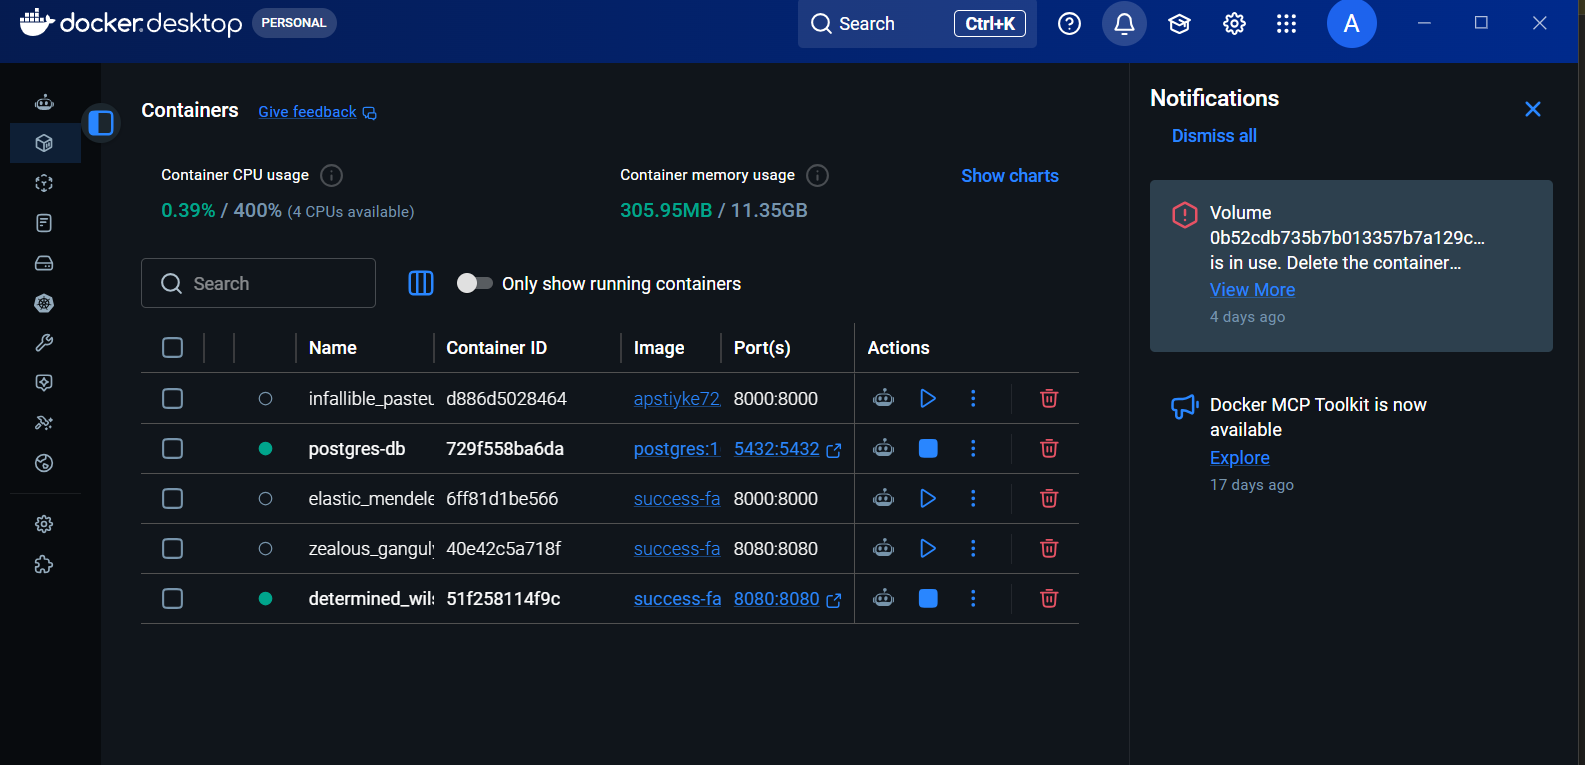 docker.desktop PERSONAL Search Ctrl+K A
Containers Give feedback
Container CPU usage
0.39% / 400% (4 CPUs available)
Container memory usage
305.95MB / 11.35GB
Show charts
Search Only show running containers
Name Container ID Image Port(s) Actions
infallible_pasteu d886d5028464 apstiyke72 8000:8000
postgres-db 729f558ba6da postgres:1 5432:5432
elastic_mendele 6ff81d1be566 success-fa 8000:8000
zealous_ganguly 40e42c5a718f success-fa 8080:8080
determined_wils 51f258114f9c success-fa 8080:8080
Notifications
Dismiss all
Volume
0b52cdb735b7b013357b7a129c...
is in use. Delete the container...
View More
4 days ago
Docker MCP Toolkit is now
available
Explore
17 days ago